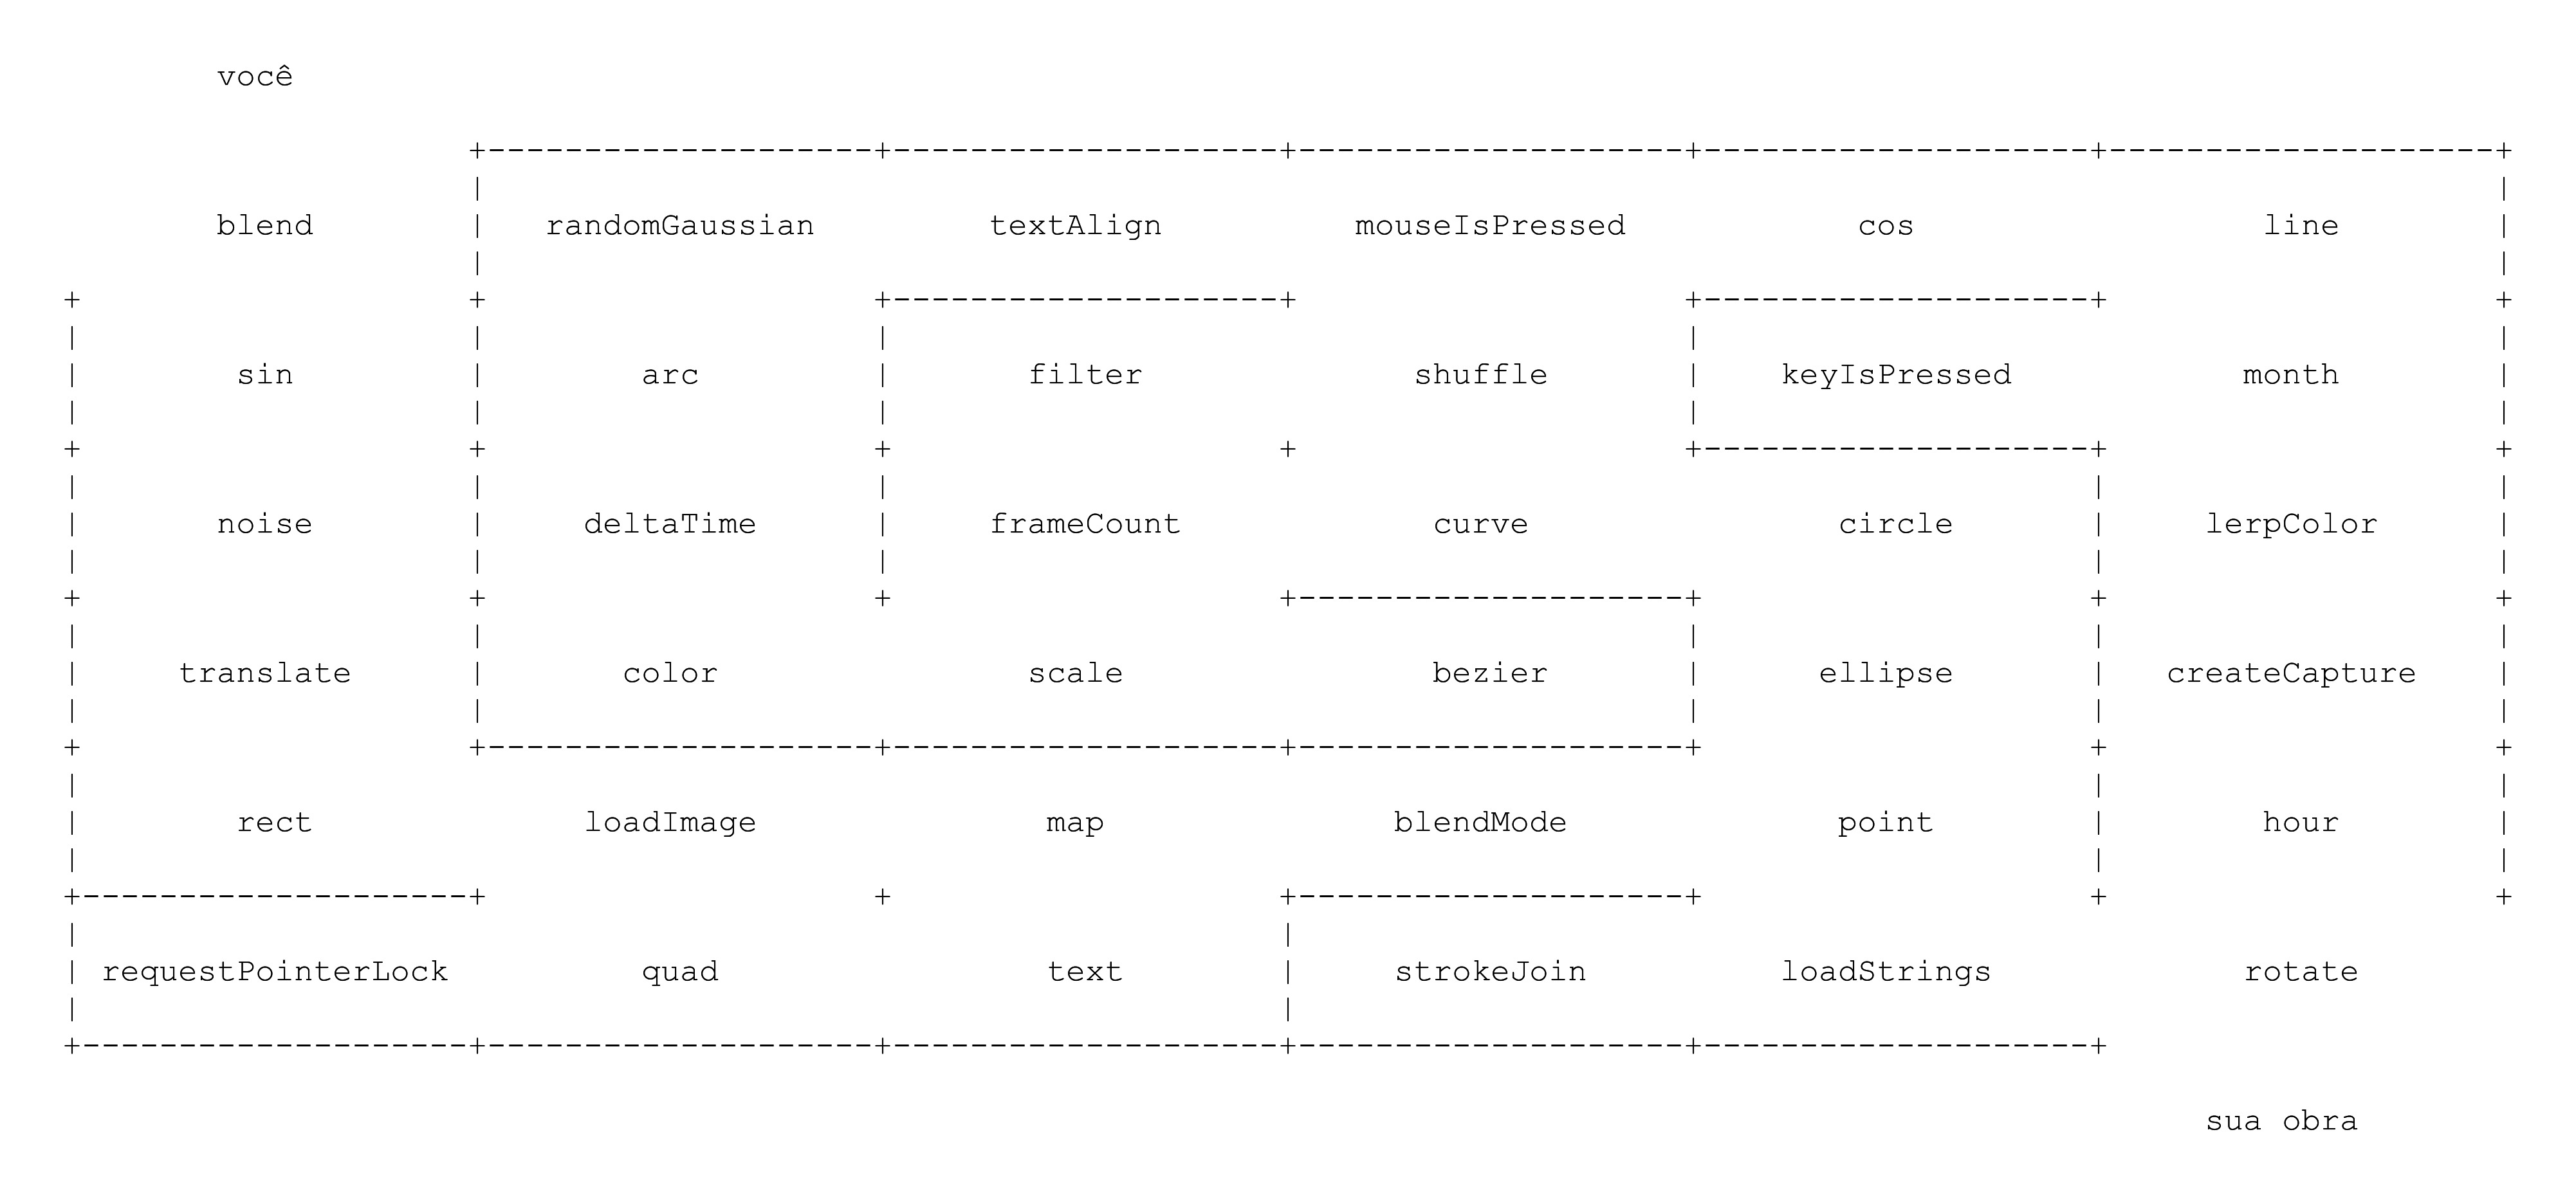 você
blend randomGaussian textAlign mouseIsPressed cos line
sin arc filter shuffle keyIsPressed month
noise deltaTime frameCount curve circle lerpColor
translate color scale bezier ellipse createCapture
rect loadImage map blendMode point hour
requestPointerLock quad text strokeJoin loadStrings rotate
sua obra